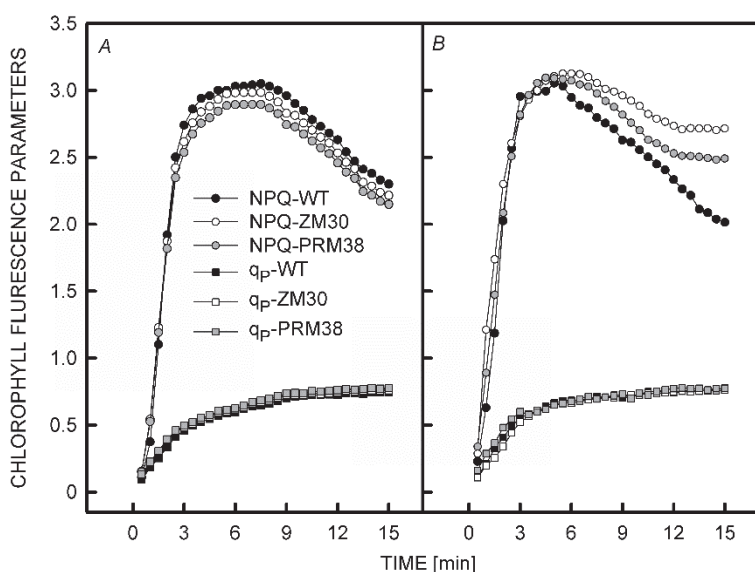 CHLOROPHYLL FLURESCENCE PARAMETERS
3.5
3.0
2.5
2.0
1.5
1.0
0.5
0
A
B
NPQ-WT
NPQ-ZM30
NPQ-PRM38
qP-WT
qP-ZM30
qP-PRM38
0 3 6 9 12 15
0 3 6 9 12 15
TIME [min]